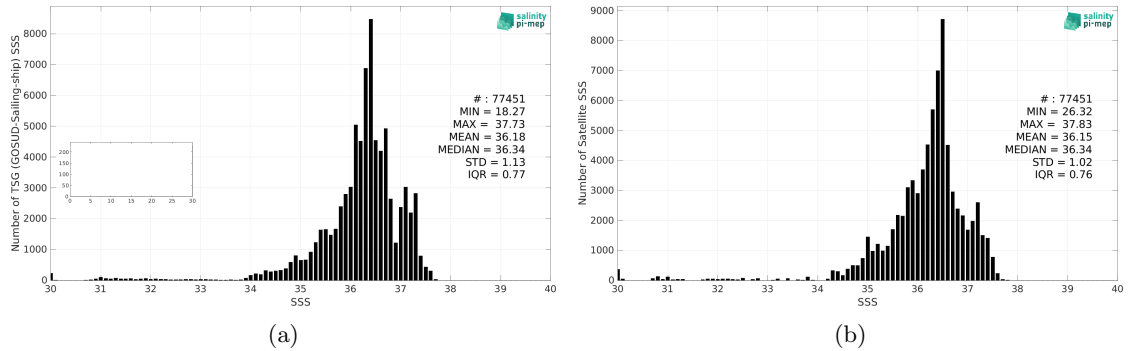 Number of TSG (GOSUD-Sailing-ship) SSS
8000
7000
6000
5000
4000
3000
2000
1000
0
200
150
100
50
0
0 5 10 15 20 25 30
salinity
pi-mep
# : 77451
MIN = 18.27
MAX = 37.73
MEAN = 36.18
MEDIAN = 36.34
STD = 1.13
IQR = 0.77
30 31 32 33 34 35 36 37 38 39 40
SSS
(a)
Number of Satellite SSS
9000
8000
7000
6000
5000
4000
3000
2000
1000
0
salinity
pi-mep
# : 77451
MIN = 26.32
MAX = 37.83
MEAN = 36.15
MEDIAN = 36.34
STD = 1.02
IQR = 0.76
30 31 32 33 34 35 36 37 38 39 40
SSS
(b)